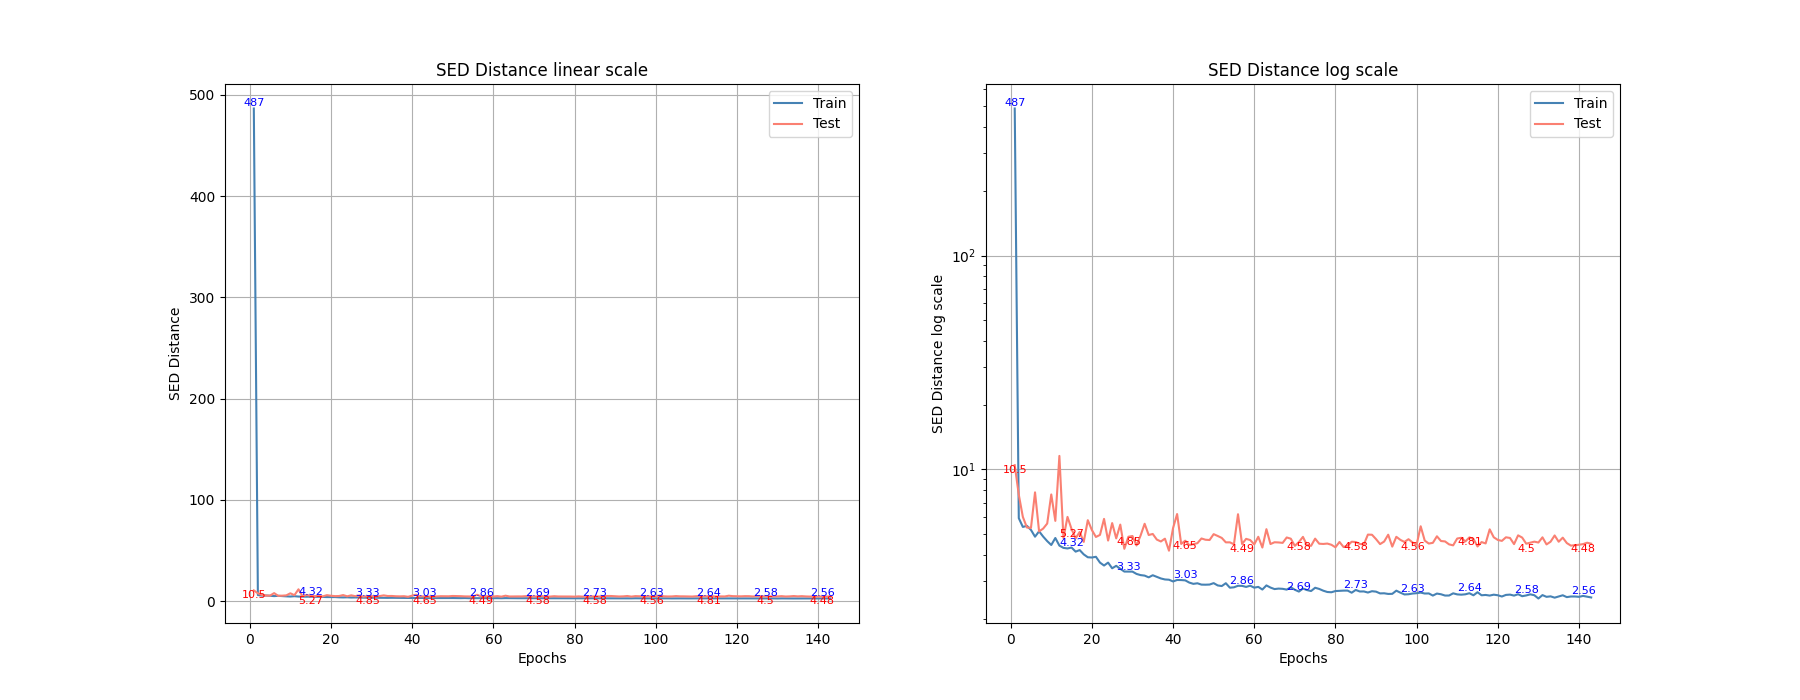 SED Distance linear scale
SED Distance
500
400
300
200
100
0
487
10.5
4.32 3.33 3.03 2.86 2.69 2.73 2.63 2.64 2.58 2.56
5.27 4.85 4.65 4.49 4.58 4.58 4.56 4.81 4.5 4.48
Train
Test
0 20 40 60 80 100 120 140
Epochs
SED Distance log scale
SED Distance log scale
10²
10¹
487
10.5
5.27 4.85 4.65 4.49 4.58 4.58 4.56 4.81 4.5 4.48
4.32 3.33 3.03 2.86 2.69 2.73 2.63 2.64 2.58 2.56
Train
Test
0 20 40 60 80 100 120 140
Epochs